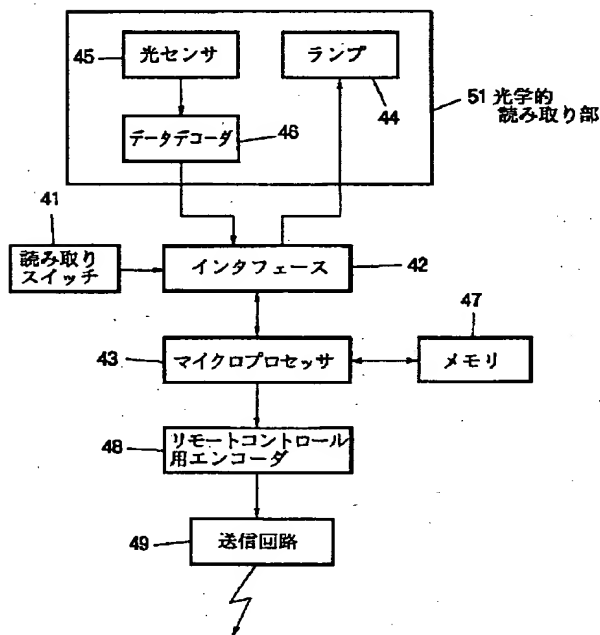 45
光センサ
ランプ
44
51 光学的
読み取り部
データデコーダ
46
41
読み取り
スイッチ
インタフェース
42
47
43
マイクロプロセッサ
メモリ
48
リモートコントロール
用エンコーダ
49
送信回路